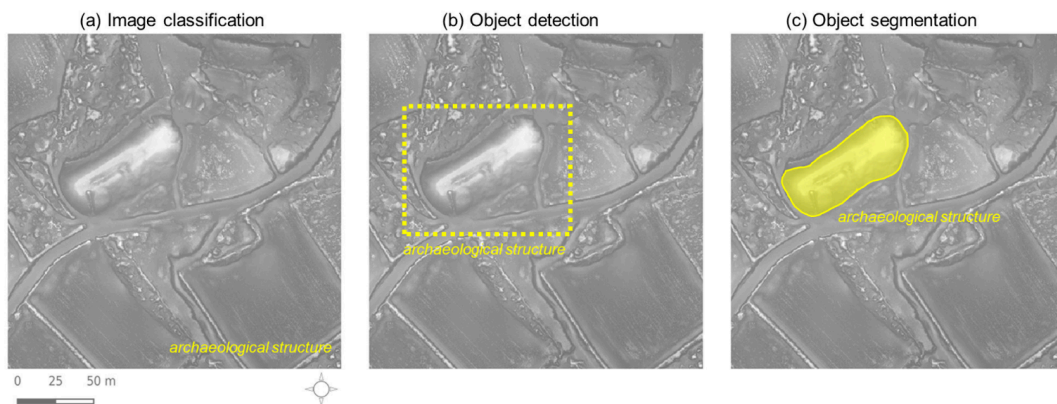 (a) Image classification
(b) Object detection
(c) Object segmentation
archaeological structure
archaeological structure
archaeological structure
0 25 50 m